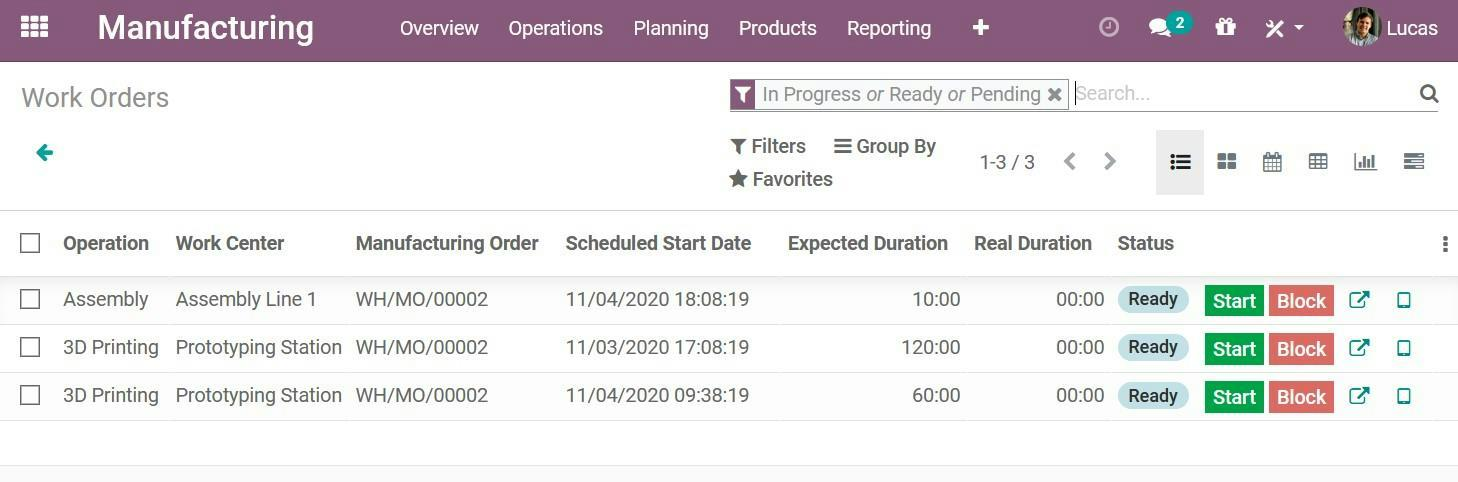 Manufacturing Overview Operations Planning Products Reporting 2 Lucas
Work Orders In Progress or Ready or Pending Search...
Filters Group By 1-3 / 3
Favorites
Operation Work Center Manufacturing Order Scheduled Start Date Expected Duration Real Duration Status
Assembly Assembly Line 1 WH/MO/00002 11/04/2020 18:08:19 10:00 00:00 Ready Start Block
3D Printing Prototyping Station WH/MO/00002 11/03/2020 17:08:19 120:00 00:00 Ready Start Block
3D Printing Prototyping Station WH/MO/00002 11/04/2020 09:38:19 60:00 00:00 Ready Start Block